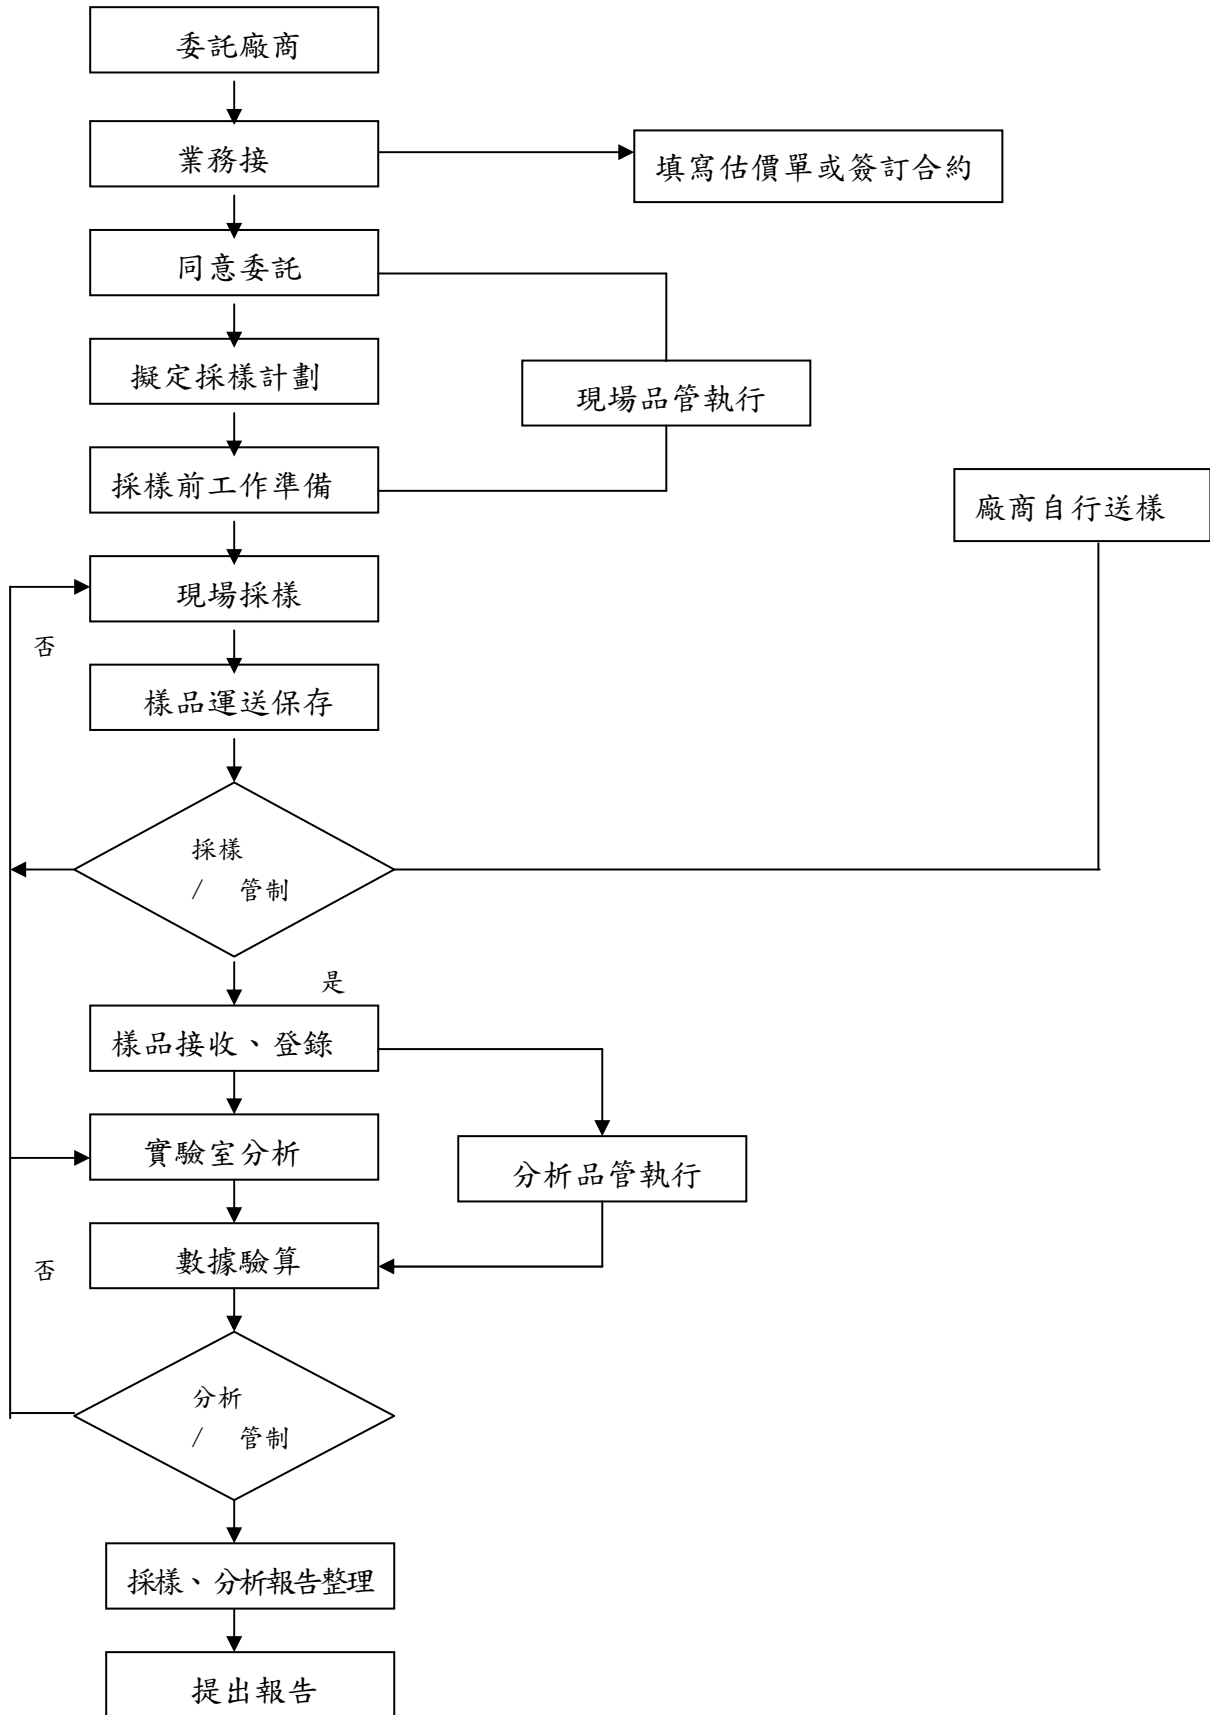 委託廠商
業務接
填寫估價單或簽訂合約
同意委託
擬定採樣計劃
現場品管執行
採樣前工作準備
廠商自行送樣
現場採樣
否
樣品運送保存
採樣
/ 管制
是
樣品接收、登錄
實驗室分析
分析品管執行
數據驗算
否
分析
/ 管制
採樣、分析報告整理
提出報告